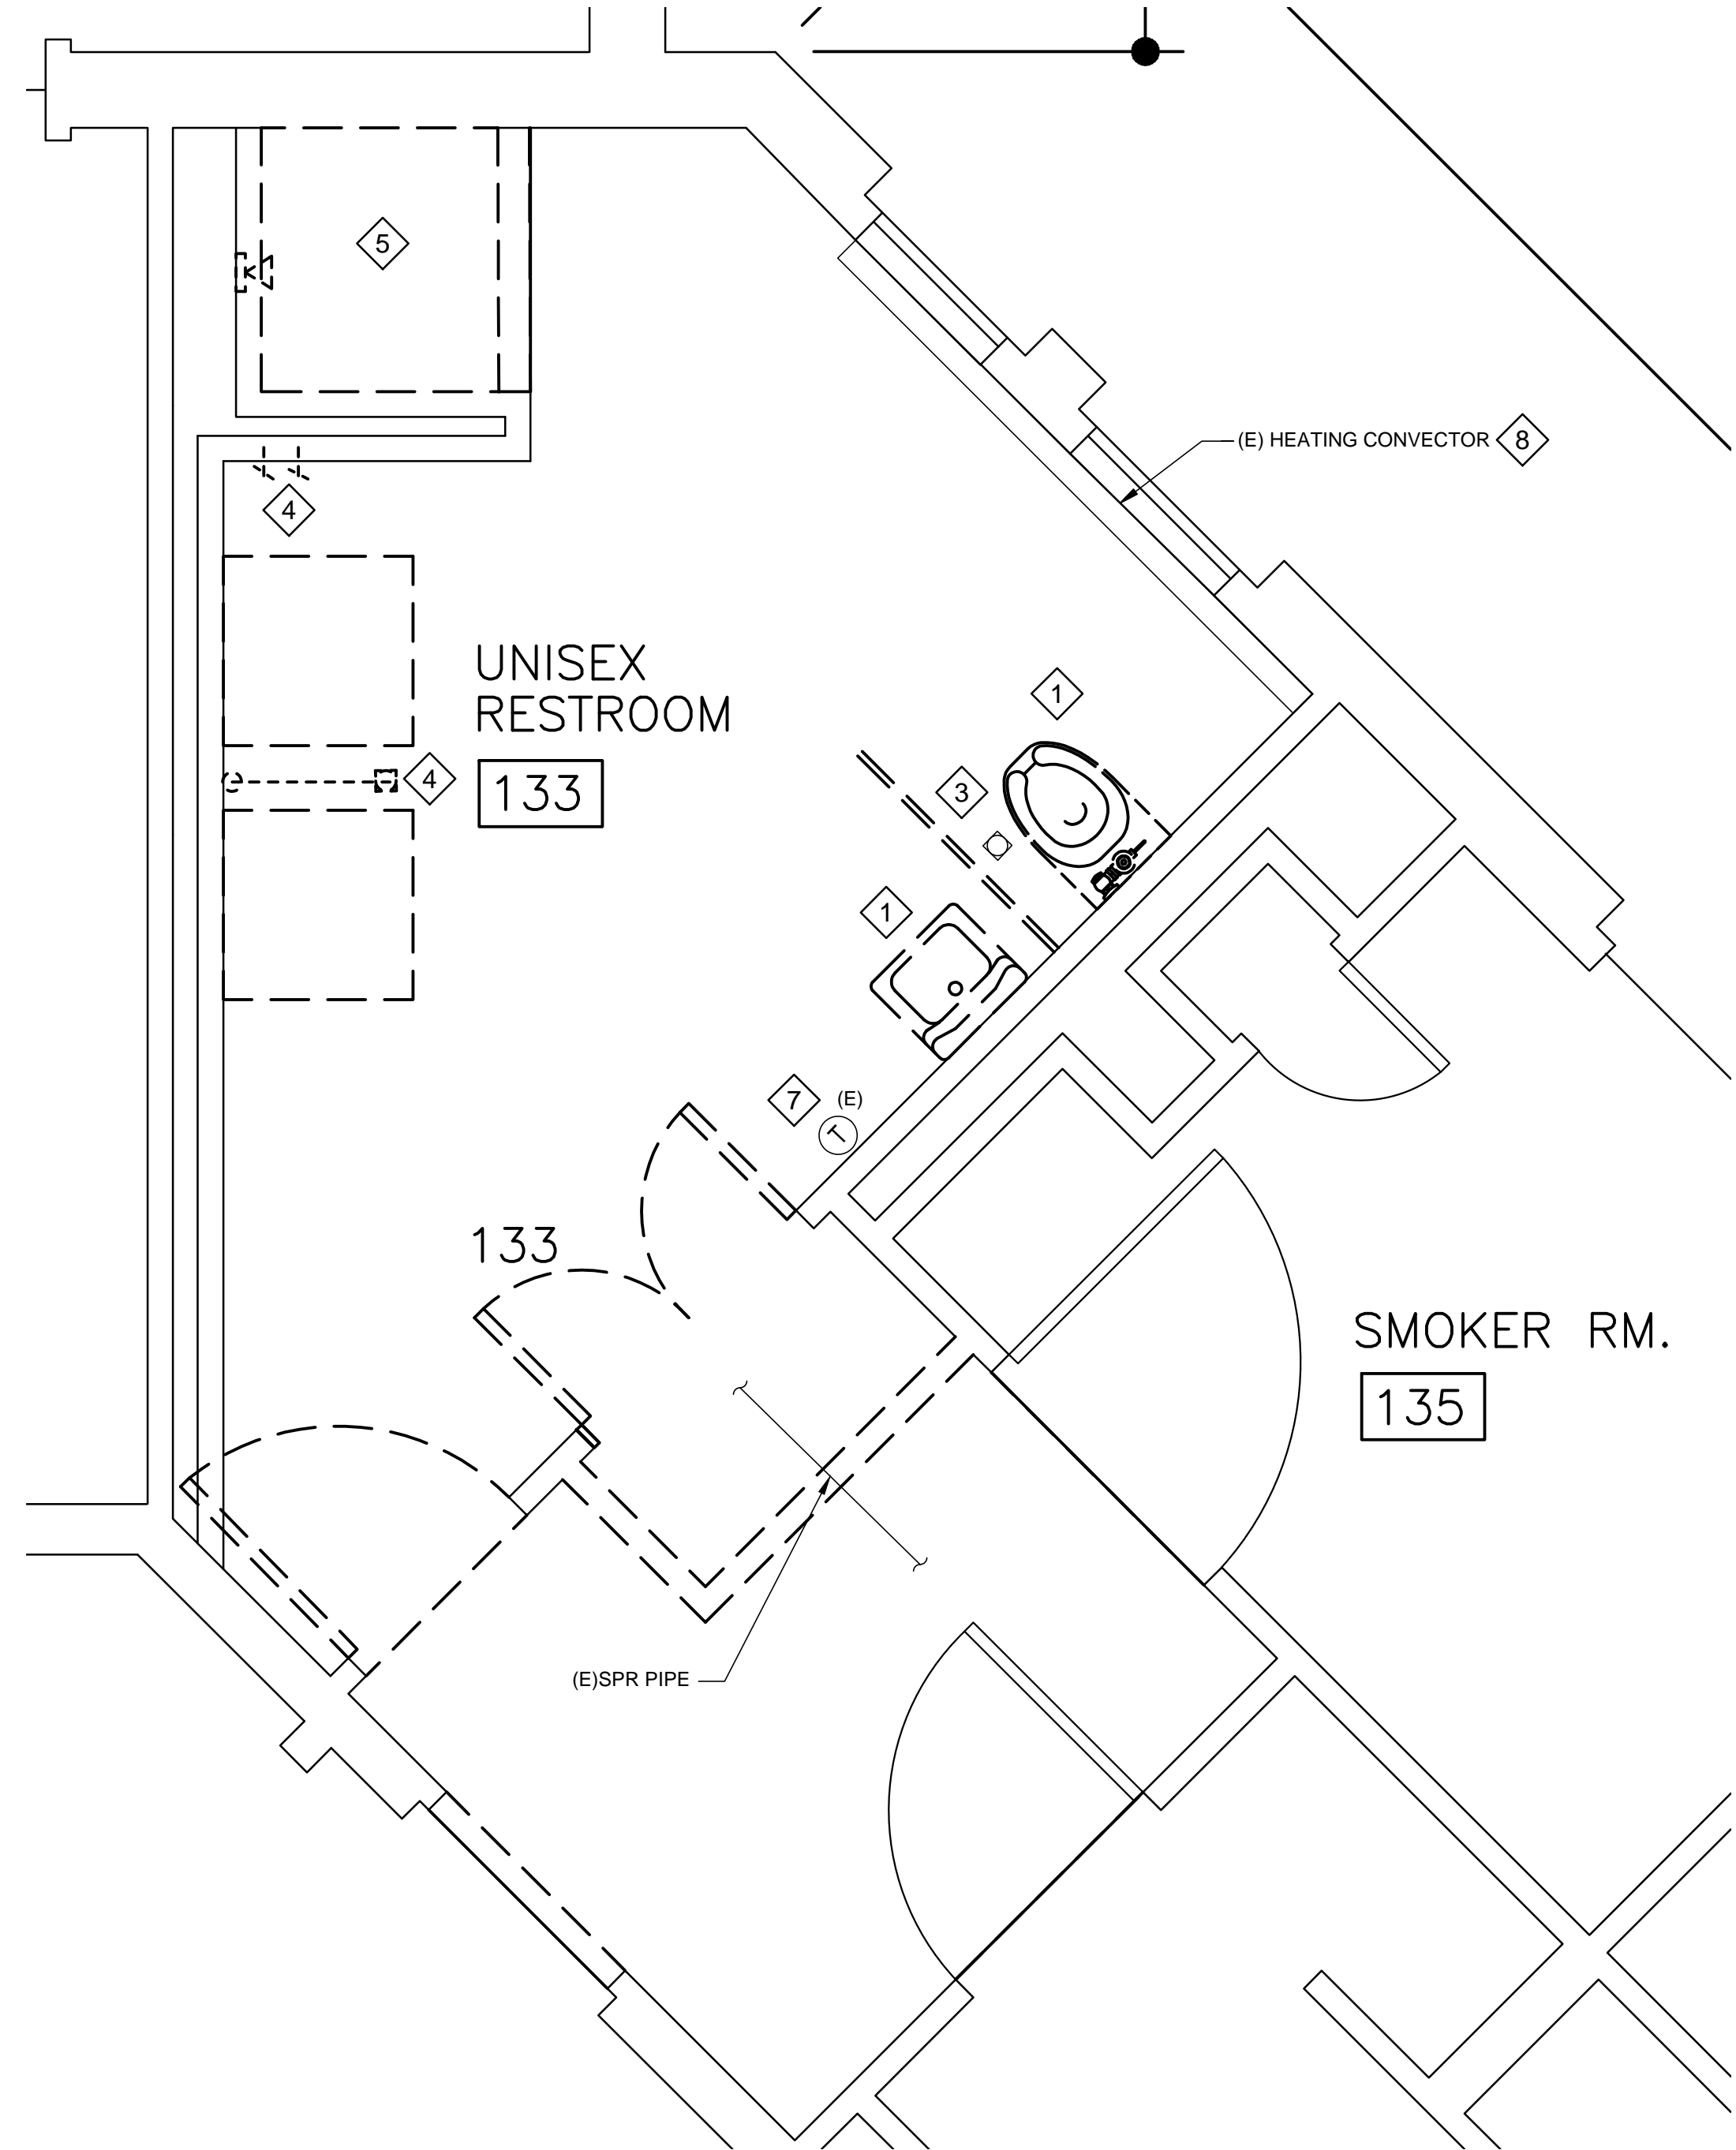 5
(E) HEATING CONVECTOR 8
4
UNISEX
RESTROOM
133
4
1
3
1
7 (E)
T
133
SMOKER RM.
135
(E)SPR PIPE